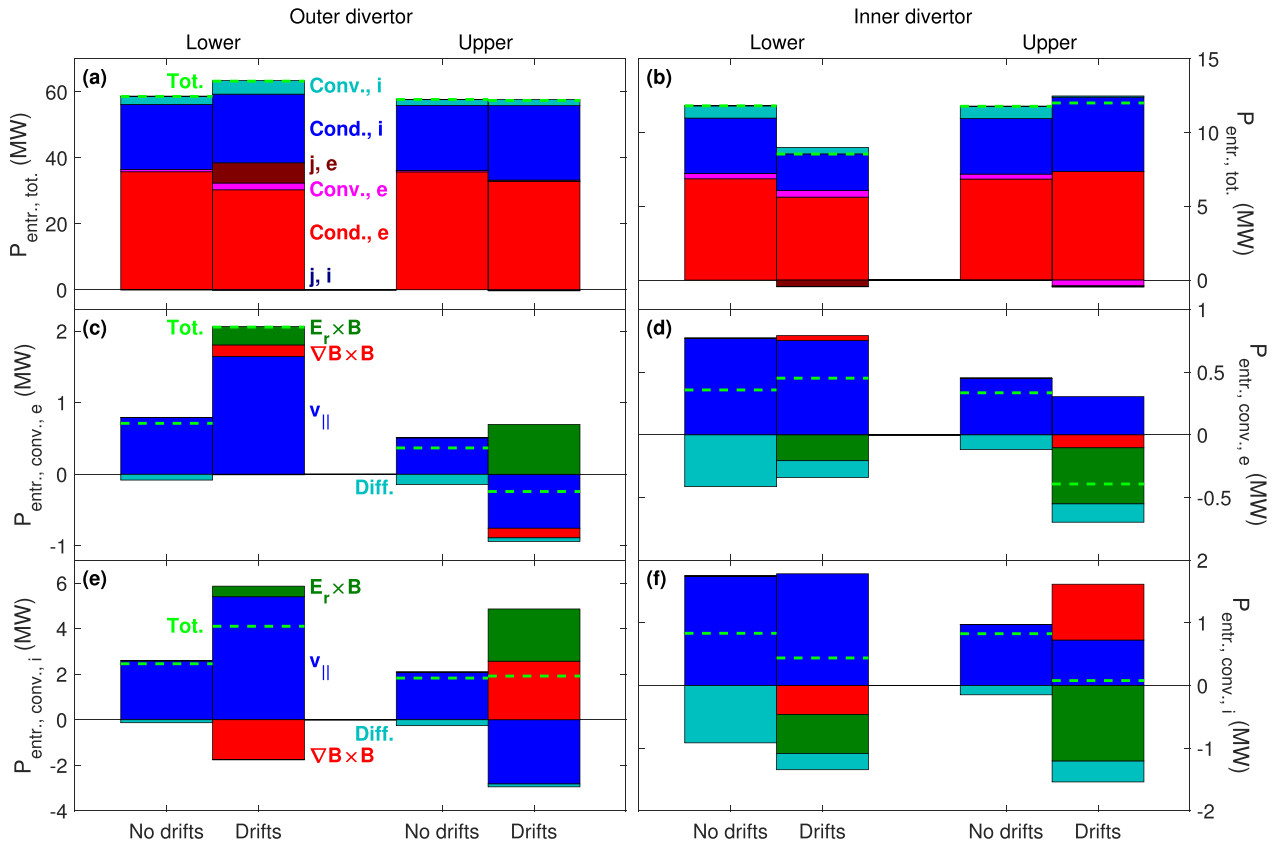 Outer divertor
Inner divertor
Lower
Upper
Lower
Upper
(a)
Tot.
Conv., i
Cond., i
j, e
Conv., e
Cond., e
j, i
P_entr., tot. (MW)
60
40
20
0
(b)
15
10
5
0
P_entr., tot. (MW)
(c)
Tot.
E_r×B
∇B×B
v_||
Diff.
P_entr., conv., e (MW)
2
1
0
-1
(d)
1
0.5
0
-0.5
P_entr., conv., e (MW)
(e)
Tot.
E_r×B
v_||
Diff.
∇B×B
P_entr., conv., i (MW)
6
4
2
0
-2
-4
(f)
2
1
0
-1
-2
P_entr., conv., i (MW)
No drifts
Drifts
No drifts
Drifts
No drifts
Drifts
No drifts
Drifts